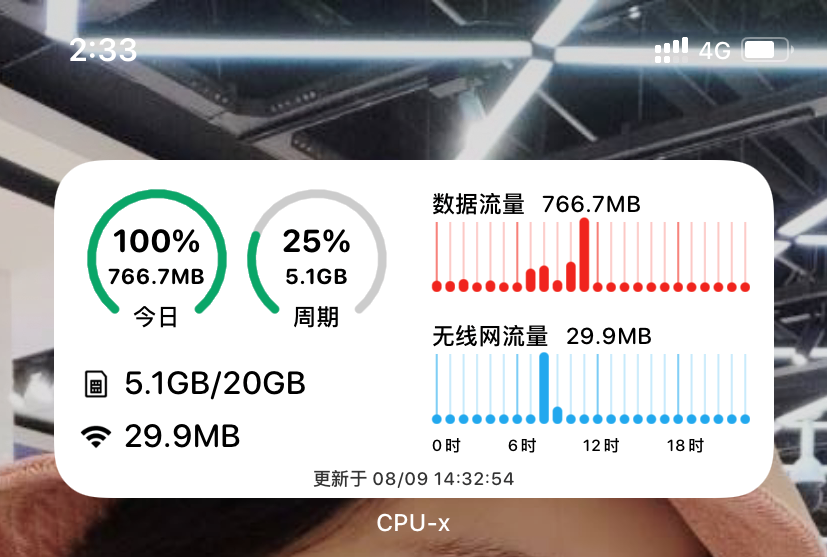 2:33 4G
100%
766.7MB
今日
25%
5.1GB
周期
5.1GB/20GB
29.9MB
数据流量 766.7MB
无线网流量 29.9MB
0时 6时 12时 18时
更新于 08/09 14:32:54
CPU-x